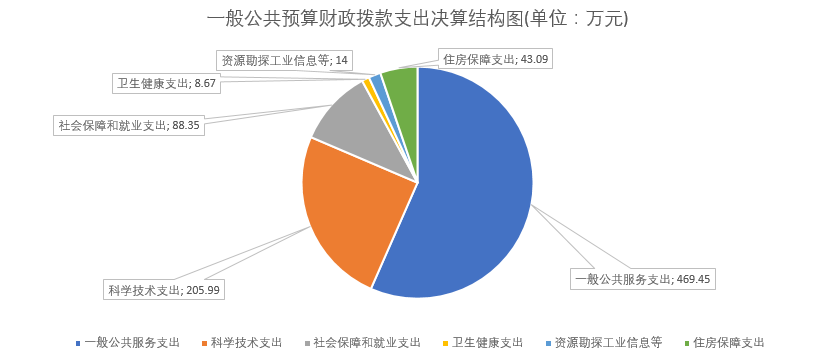 一般公共预算财政拨款支出决算结构图(单位：万元)
资源勘探工业信息等; 14
住房保障支出; 43.09
卫生健康支出; 8.67
社会保障和就业支出; 88.35
一般公共服务支出; 469.45
科学技术支出; 205.99
一般公共服务支出 科学技术支出 社会保障和就业支出 卫生健康支出 资源勘探工业信息等 住房保障支出